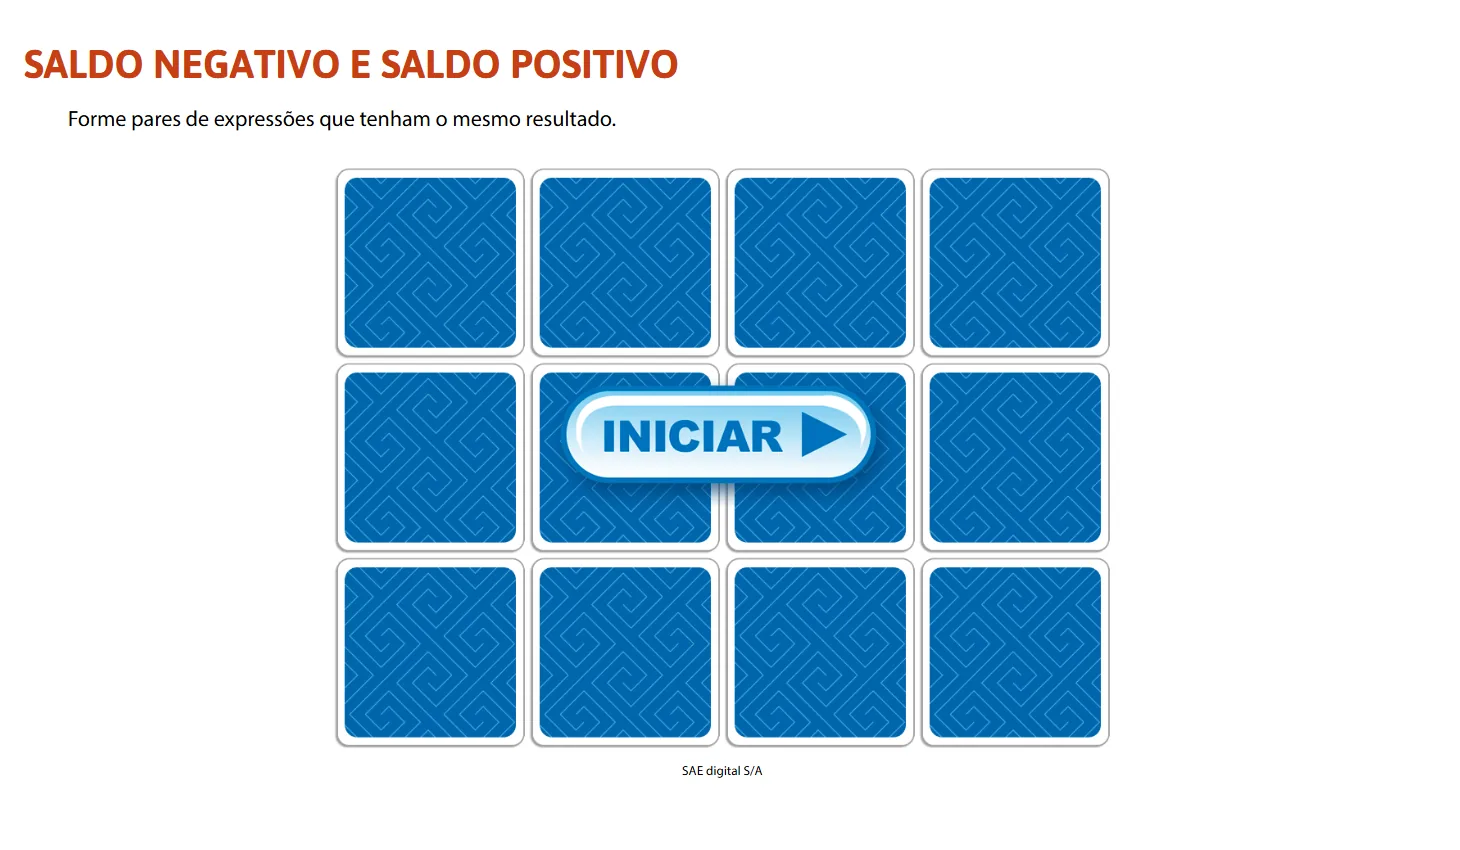 SALDO NEGATIVO E SALDO POSITIVO
Forme pares de expressões que tenham o mesmo resultado.
INICIAR
SAE digital S/A